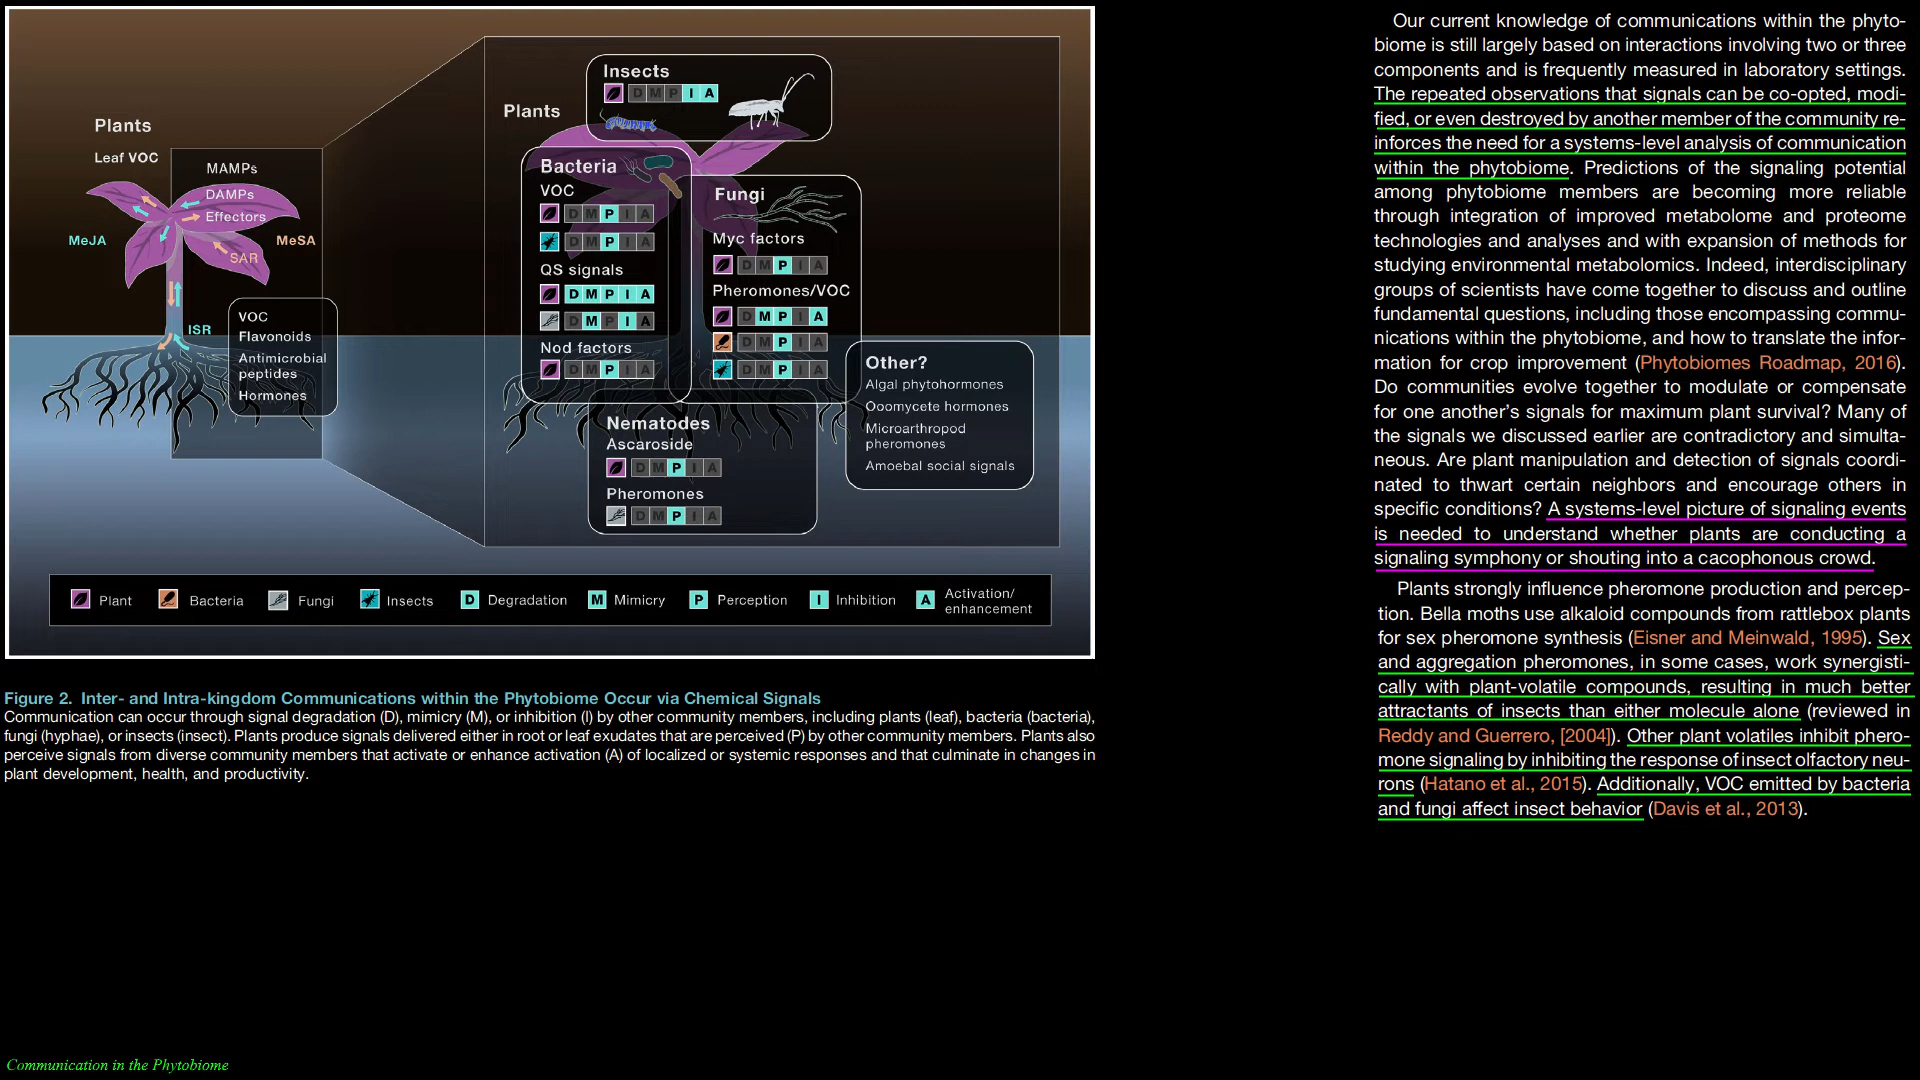 Plants
Leaf VOC
MAMPs
DAMPs
Effectors
MeJA
MeSA
SAR
ISR
VOC
Flavonoids
Antimicrobial
peptides
Hormones
Plants
Insects
D M P I A
Bacteria
VOC
D M P I A
D M P I A
QS signals
D M P I A
D M P I A
Nod factors
D M P I A
Fungi
Myc factors
D M P I A
Pheromones/VOC
D M P I A
D M P I A
D M P I A
Nematodes
Ascaroside
D M P I A
Pheromones
D M P I A
Other?
Algal phytohormones
Ooomycete hormones
Microarthropod
pheromones
Amoebal social signals
Plant
Bacteria
Fungi
Insects
D Degradation
M Mimicry
P Perception
I Inhibition
A Activation/
enhancement
Figure 2. Inter- and Intra-kingdom Communications within the Phytobiome Occur via Chemical Signals
Communication can occur through signal degradation (D), mimicry (M), or inhibition (I) by other community members, including plants (leaf), bacteria (bacteria),
fungi (hyphae), or insects (insect). Plants produce signals delivered either in root or leaf exudates that are perceived (P) by other community members. Plants also
perceive signals from diverse community members that activate or enhance activation (A) of localized or systemic responses and that culminate in changes in
plant development, health, and productivity.
Our current knowledge of communications within the phyto-
biome is still largely based on interactions involving two or three
components and is frequently measured in laboratory settings.
The repeated observations that signals can be co-opted, modi-
fied, or even destroyed by another member of the community re-
inforces the need for a systems-level analysis of communication
within the phytobiome. Predictions of the signaling potential
among phytobiome members are becoming more reliable
through integration of improved metabolome and proteome
technologies and analyses and with expansion of methods for
studying environmental metabolomics. Indeed, interdisciplinary
groups of scientists have come together to discuss and outline
fundamental questions, including those encompassing commu-
nications within the phytobiome, and how to translate the infor-
mation for crop improvement (Phytobiomes Roadmap, 2016).
Do communities evolve together to modulate or compensate
for one another's signals for maximum plant survival? Many of
the signals we discussed earlier are contradictory and simulta-
neous. Are plant manipulation and detection of signals coordi-
nated to thwart certain neighbors and encourage others in
specific conditions? A systems-level picture of signaling events
is needed to understand whether plants are conducting a
signaling symphony or shouting into a cacophonous crowd.
Plants strongly influence pheromone production and percep-
tion. Bella moths use alkaloid compounds from rattlebox plants
for sex pheromone synthesis (Eisner and Meinwald, 1995). Sex
and aggregation pheromones, in some cases, work synergisti-
cally with plant-volatile compounds, resulting in much better
attractants of insects than either molecule alone (reviewed in
Reddy and Guerrero, [2004]). Other plant volatiles inhibit phero-
mone signaling by inhibiting the response of insect olfactory neu-
rons (Hatano et al., 2015). Additionally, VOC emitted by bacteria
and fungi affect insect behavior (Davis et al., 2013).
Communication in the Phytobiome